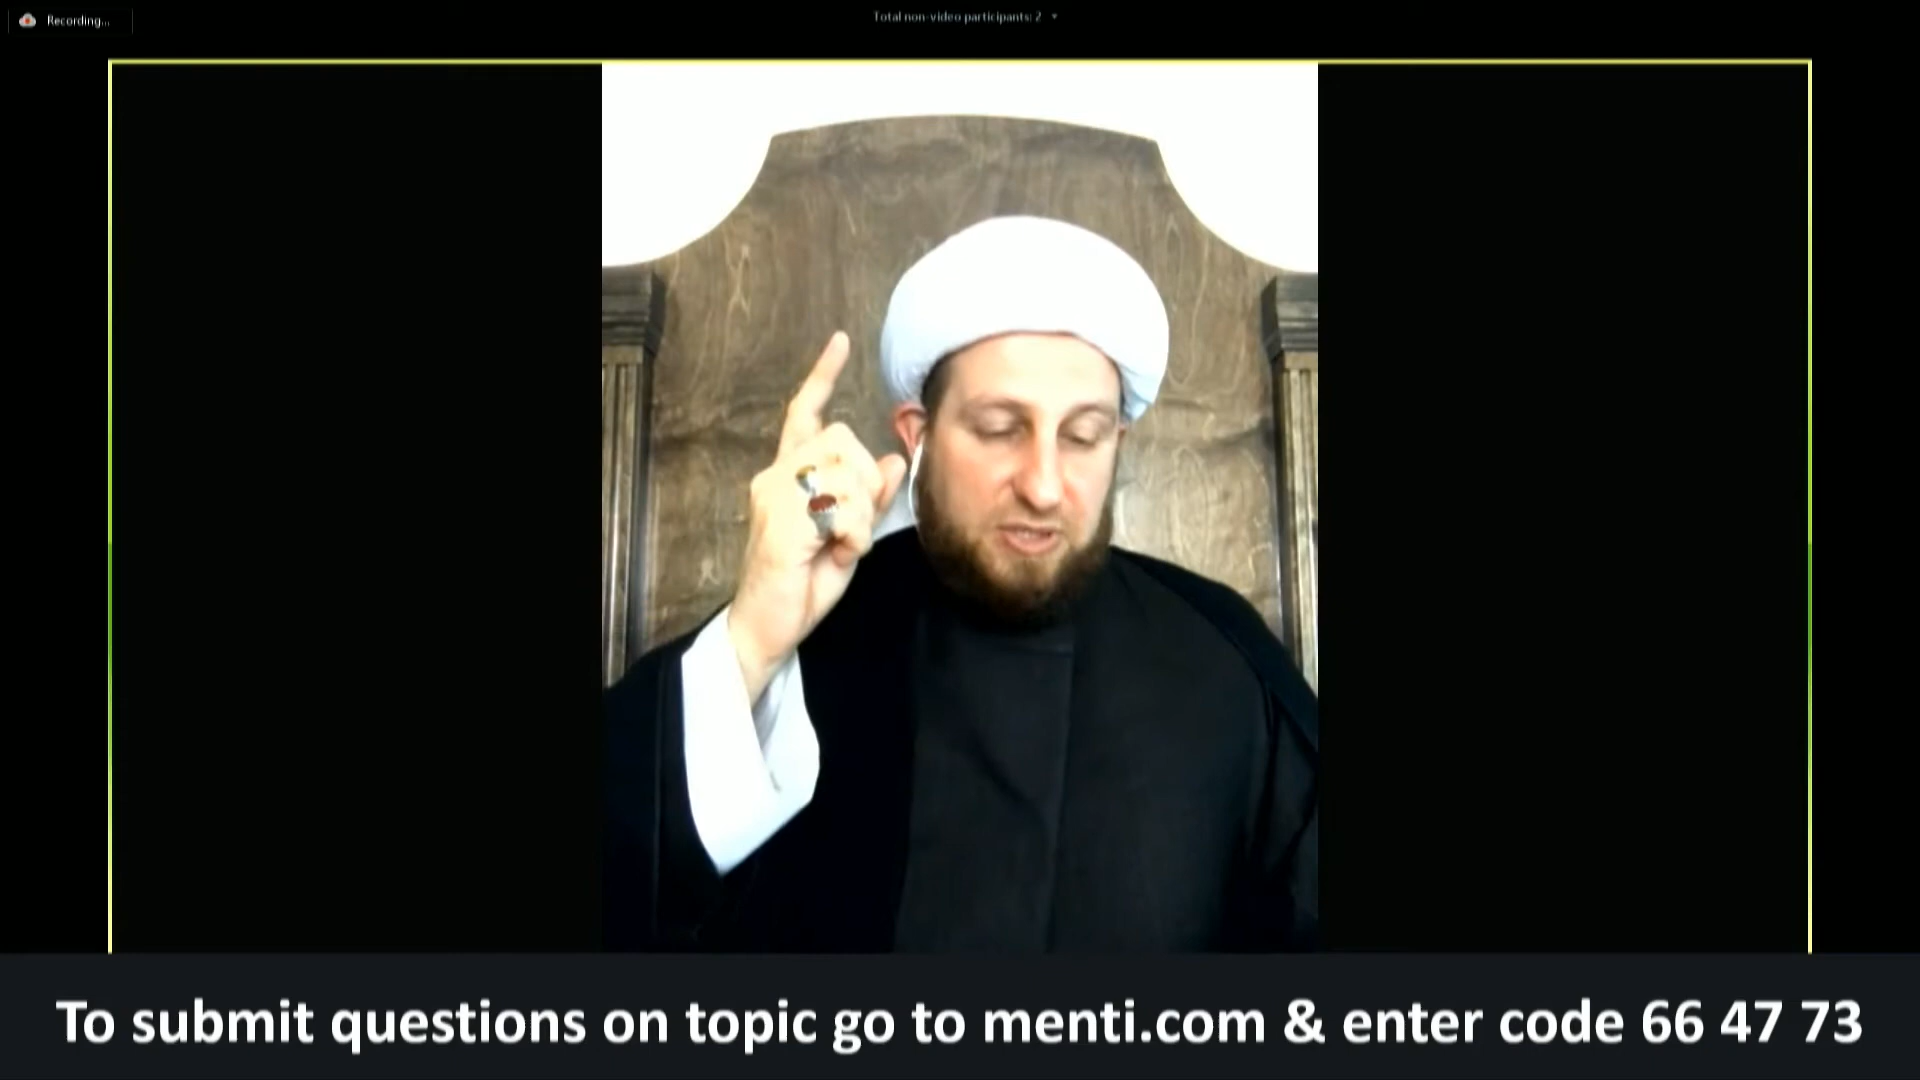 Recording...
Total non-video participants: 2
To submit questions on topic go to menti.com & enter code 66 47 73